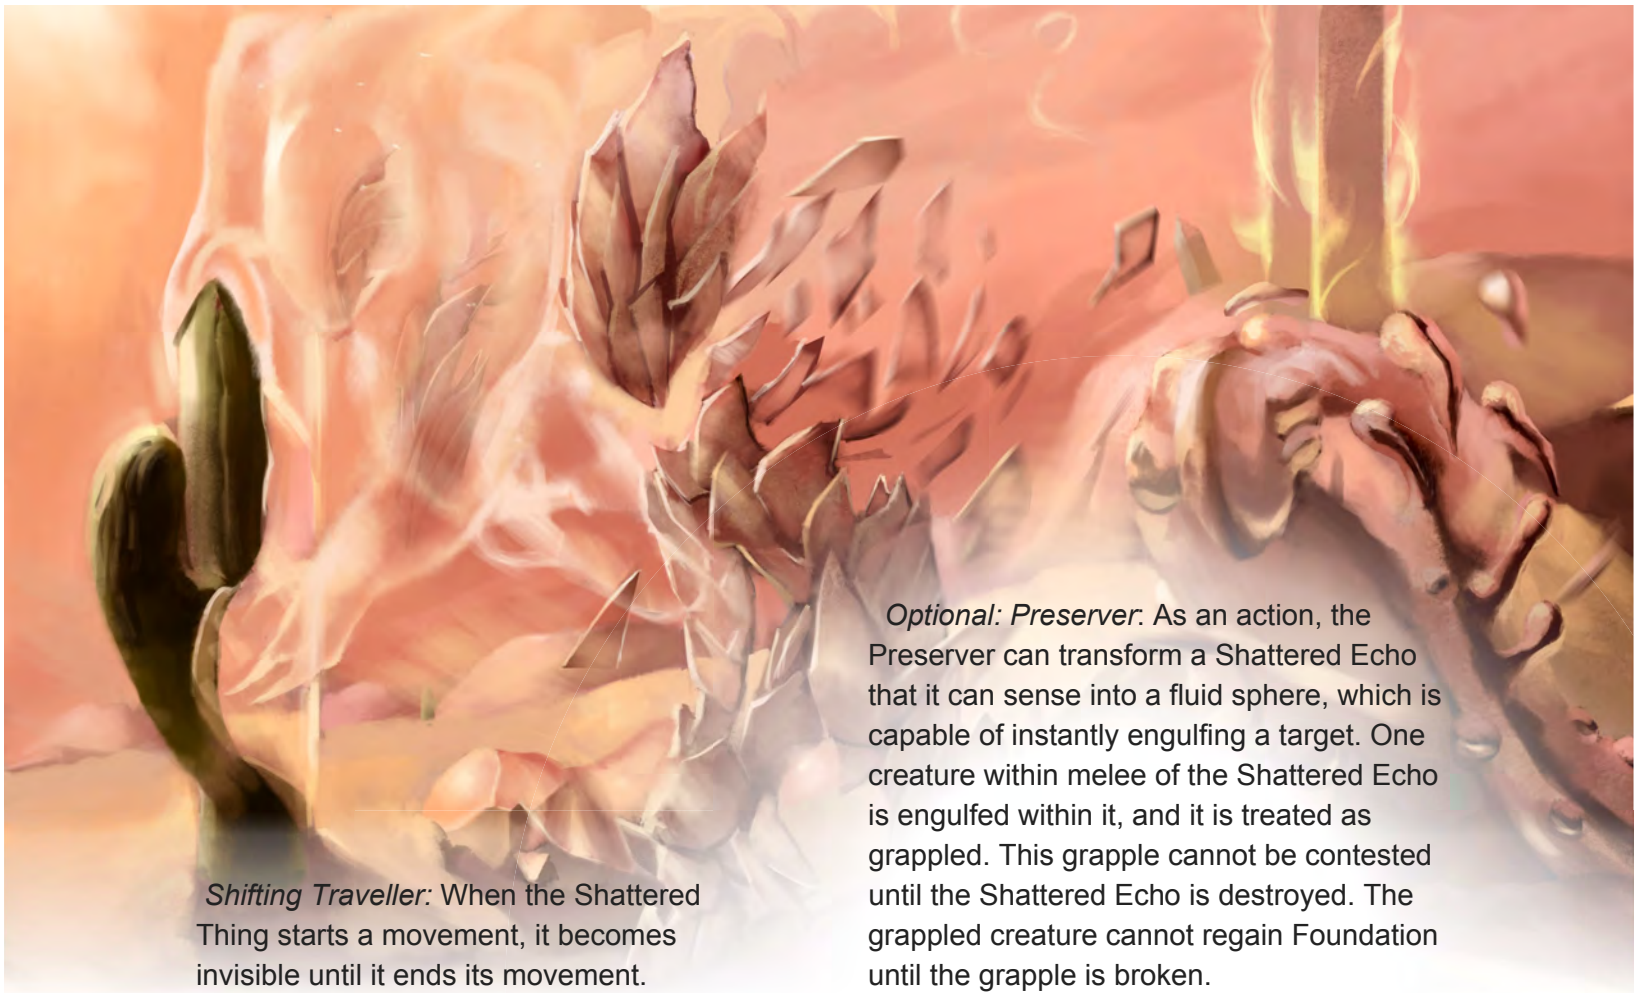 Shifting Traveller: When the Shattered
Thing starts a movement, it becomes
invisible until it ends its movement.
Optional: Preserver: As an action, the
Preserver can transform a Shattered Echo
that it can sense into a fluid sphere, which is
capable of instantly engulfing a target. One
creature within melee of the Shattered Echo
is engulfed within it, and it is treated as
grappled. This grapple cannot be contested
until the Shattered Echo is destroyed. The
grappled creature cannot regain Foundation
until the grapple is broken.